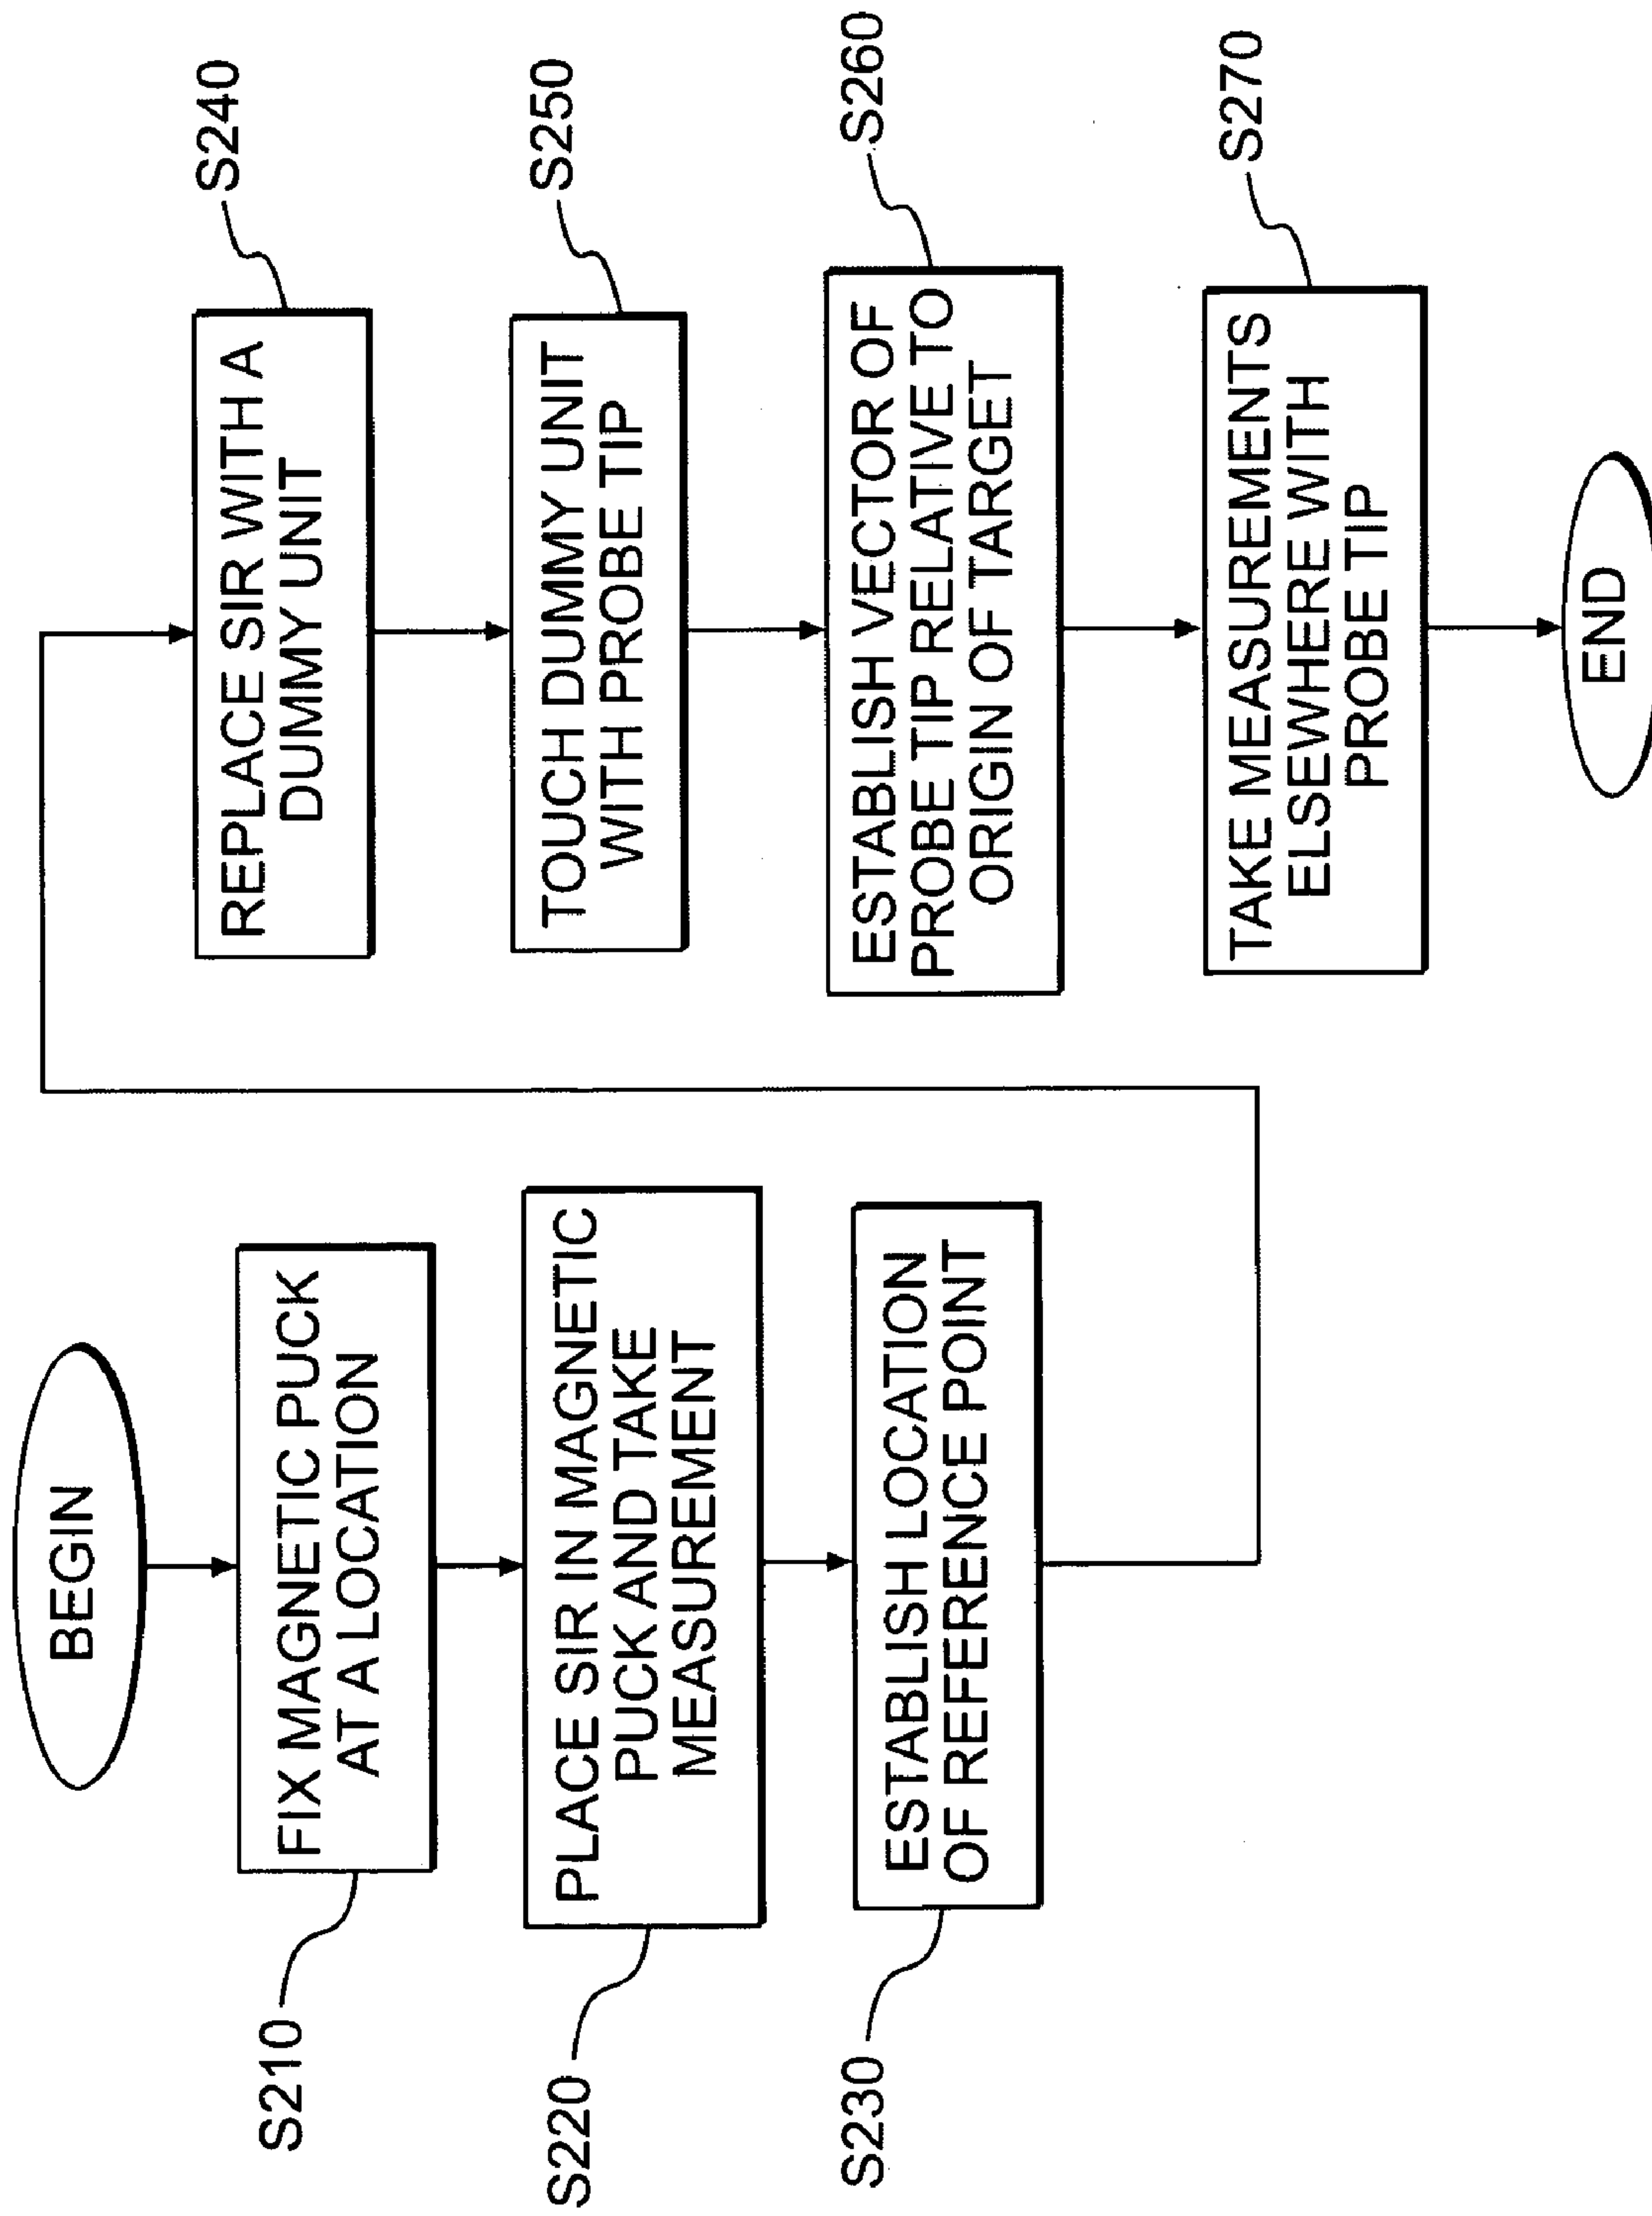 BEGIN
S210
FIX MAGNETIC PUCK
AT A LOCATION
S220
PLACE SIR IN MAGNETIC
PUCK AND TAKE
MEASUREMENT
S230
ESTABLISH LOCATION
OF REFERENCE POINT
S240
REPLACE SIR WITH A
DUMMY UNIT
S250
TOUCH DUMMY UNIT
WITH PROBE TIP
S260
ESTABLISH VECTOR OF
PROBE TIP RELATIVE TO
ORIGIN OF TARGET
S270
TAKE MEASUREMENTS
ELSEWHERE WITH
PROBE TIP
END